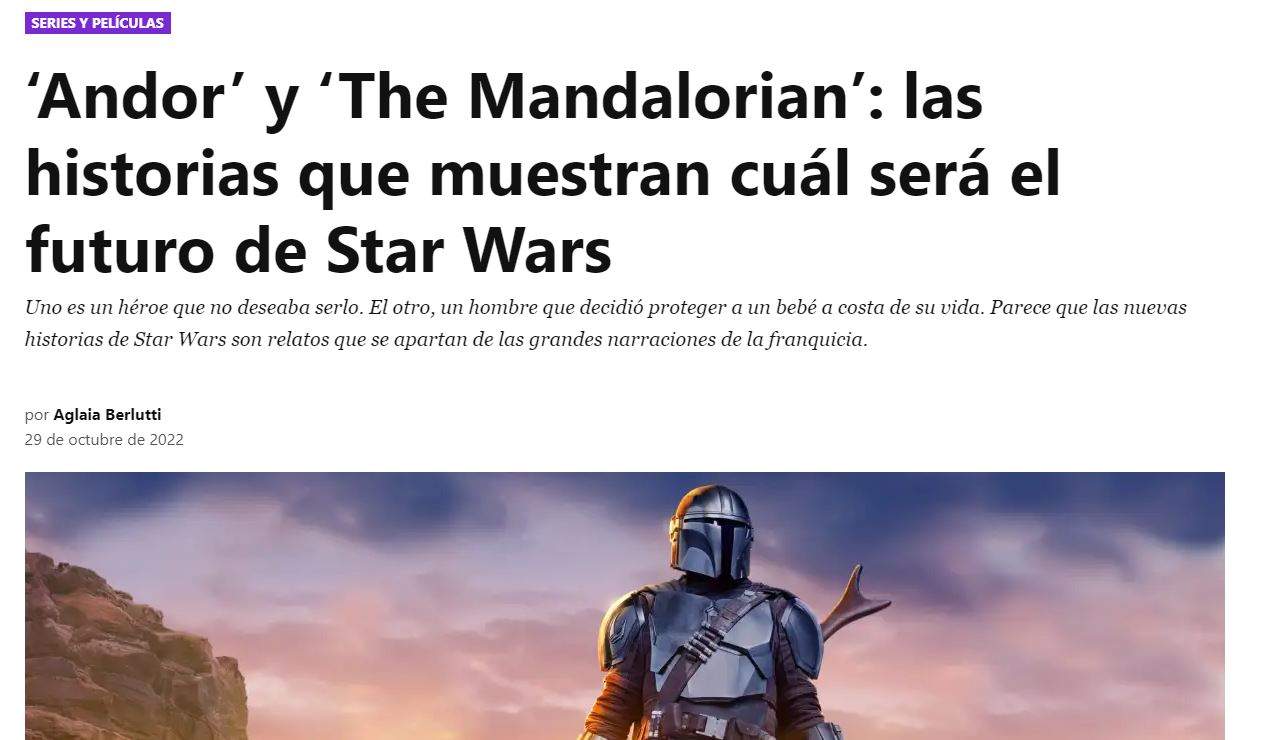 SERIES Y PELÍCULAS
‘Andor’ y ‘The Mandalorian’: las
historias que muestran cuál será el
futuro de Star Wars
Uno es un héroe que no deseaba serlo. El otro, un hombre que decidió proteger a un bebé a costa de su vida. Parece que las nuevas
historias de Star Wars son relatos que se apartan de las grandes narraciones de la franquicia.
por Aglaia Berlutti
29 de octubre de 2022